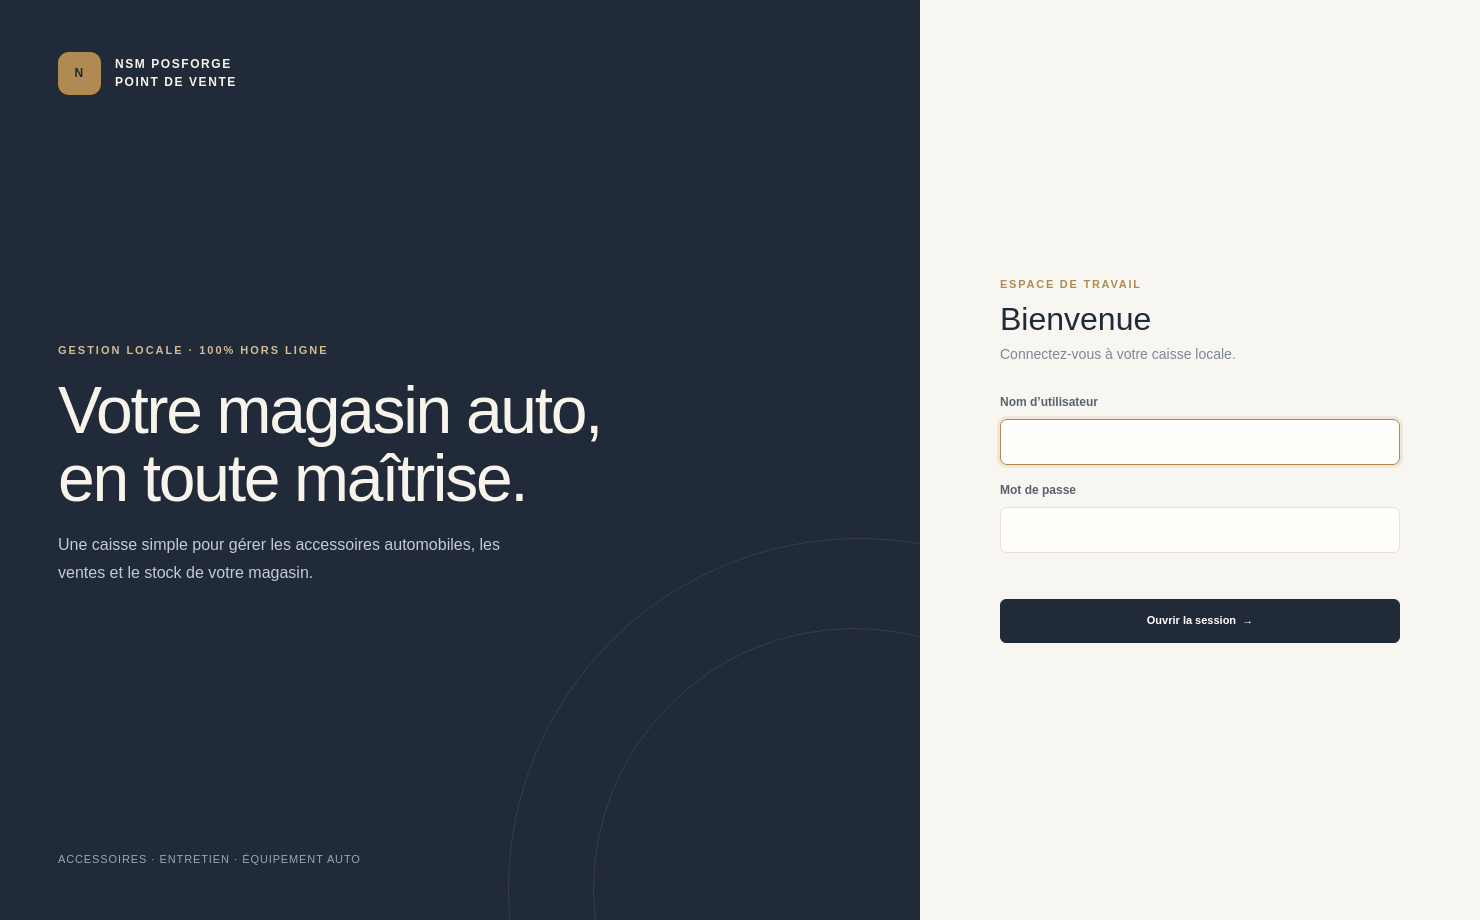 N
NSM POSFORGE
POINT DE VENTE
GESTION LOCALE · 100% HORS LIGNE
Votre magasin auto,
en toute maîtrise.
Une caisse simple pour gérer les accessoires automobiles, les
ventes et le stock de votre magasin.
ACCESSOIRES · ENTRETIEN · ÉQUIPEMENT AUTO
ESPACE DE TRAVAIL
Bienvenue
Connectez-vous à votre caisse locale.
Nom d’utilisateur
Mot de passe
Ouvrir la session →